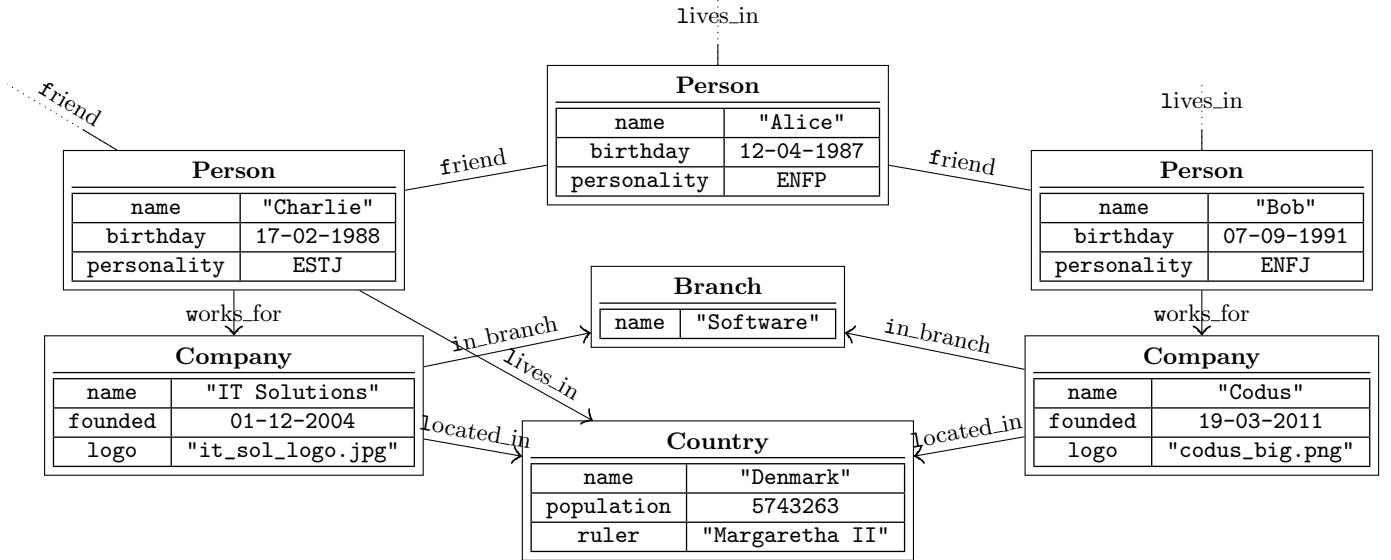 lives_in
Person
name "Alice"
birthday 12-04-1987
personality ENFP
friend
friend
friend
lives_in
Person
name "Charlie"
birthday 17-02-1988
personality ESTJ
Person
name "Bob"
birthday 07-09-1991
personality ENFJ
works_for
works_for
Branch
name "Software"
in_branch
in_branch
lives_in
Company
name "IT Solutions"
founded 01-12-2004
logo "it_sol_logo.jpg"
Company
name "Codus"
founded 19-03-2011
logo "codus_big.png"
located_in
located_in
Country
name "Denmark"
population 5743263
ruler "Margaretha II"